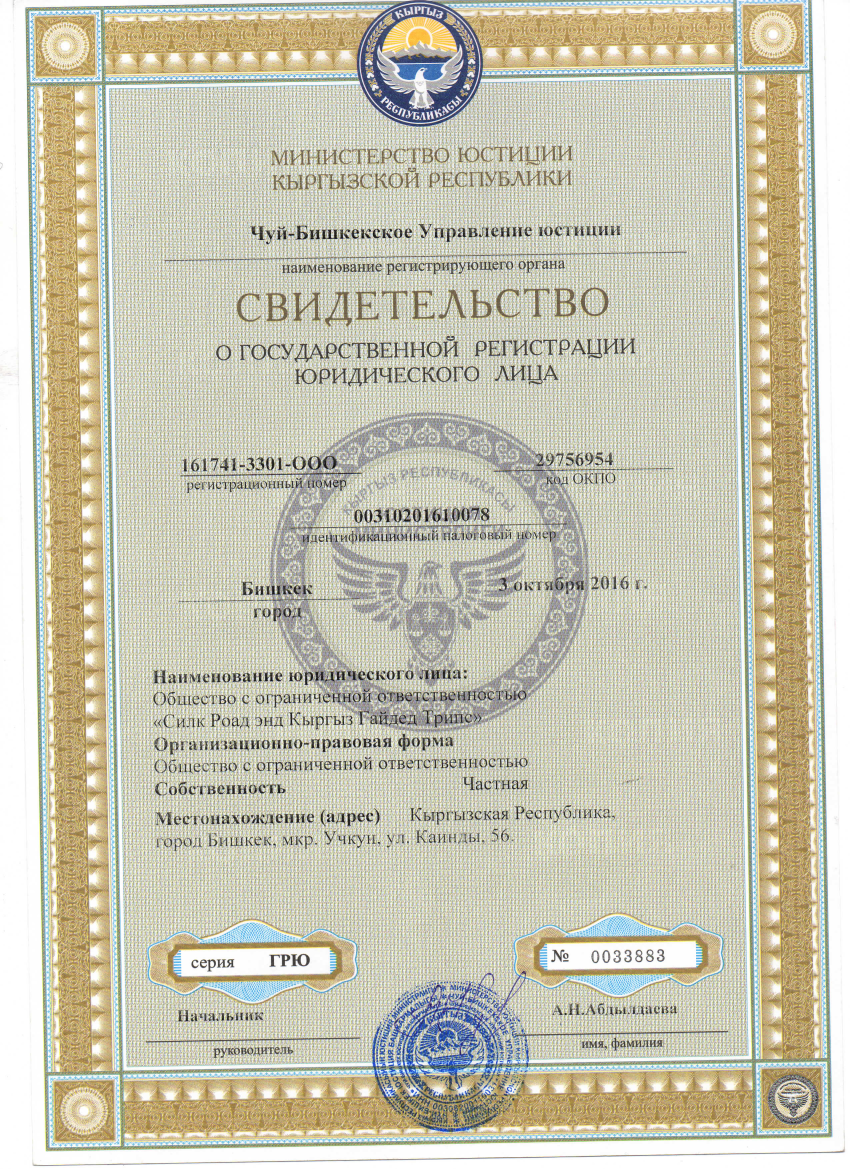 КЫРГЫЗ
РЕСПУБЛИКАСЫ
МИНИСТЕРСТВО ЮСТИЦИИ
КЫРГЫЗСКОЙ РЕСПУБЛИКИ
Чуй-Бишкекское Управление юстиции
наименование регистрирующего органа
СВИДЕТЕЛЬСТВО
О ГОСУДАРСТВЕННОЙ РЕГИСТРАЦИИ
ЮРИДИЧЕСКОГО ЛИЦА
КЫРГЫЗ РЕСПУБЛИКАСЫ
161741-3301-ООО 29756954
регистрационный номер код ОКПО
00310201610078
идентификационный налоговый номер
Бишкек 3 октября 2016 г.
город
Наименование юридического лица:
Общество с ограниченной ответственностью
«Силк Роад энд Кыргыз Гайдед Трипс»
Организационно-правовая форма
Общество с ограниченной ответственностью
Собственность Частная
Местонахождение (адрес) Кыргызская Республика,
город Бишкек, мкр. Учкун, ул. Каинды, 56.
серия ГРЮ № 0033883
Начальник А.Н.Абдылдаева
руководитель имя, фамилия